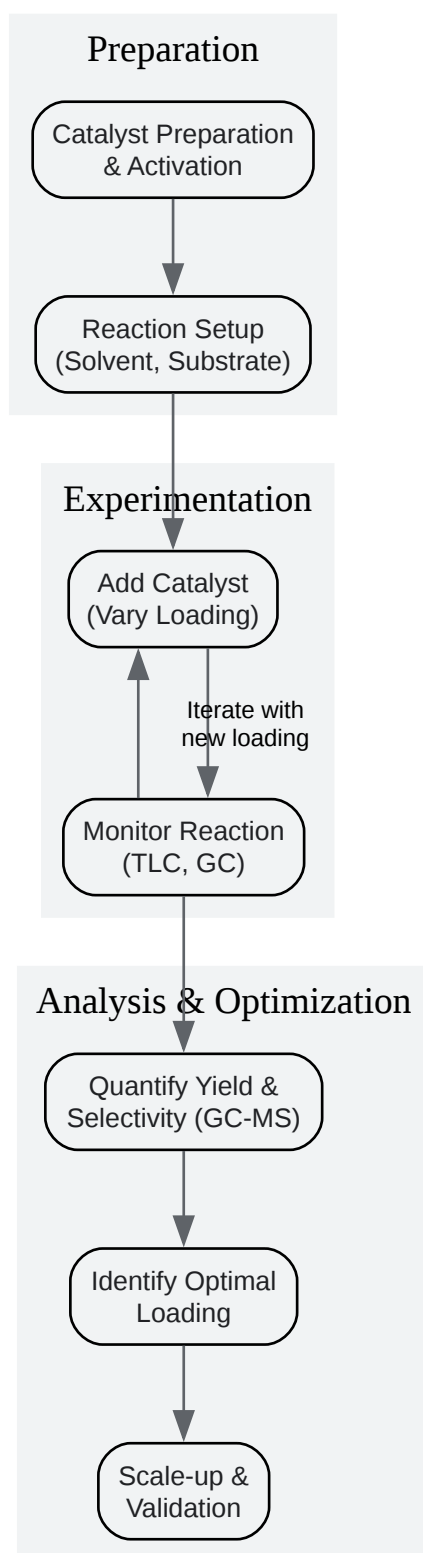 Preparation
Catalyst Preparation
& Activation
Reaction Setup
(Solvent, Substrate)
Experimentation
Add Catalyst
(Vary Loading)
Iterate with
new loading
Monitor Reaction
(TLC, GC)
Analysis & Optimization
Quantify Yield &
Selectivity (GC-MS)
Identify Optimal
Loading
Scale-up &
Validation